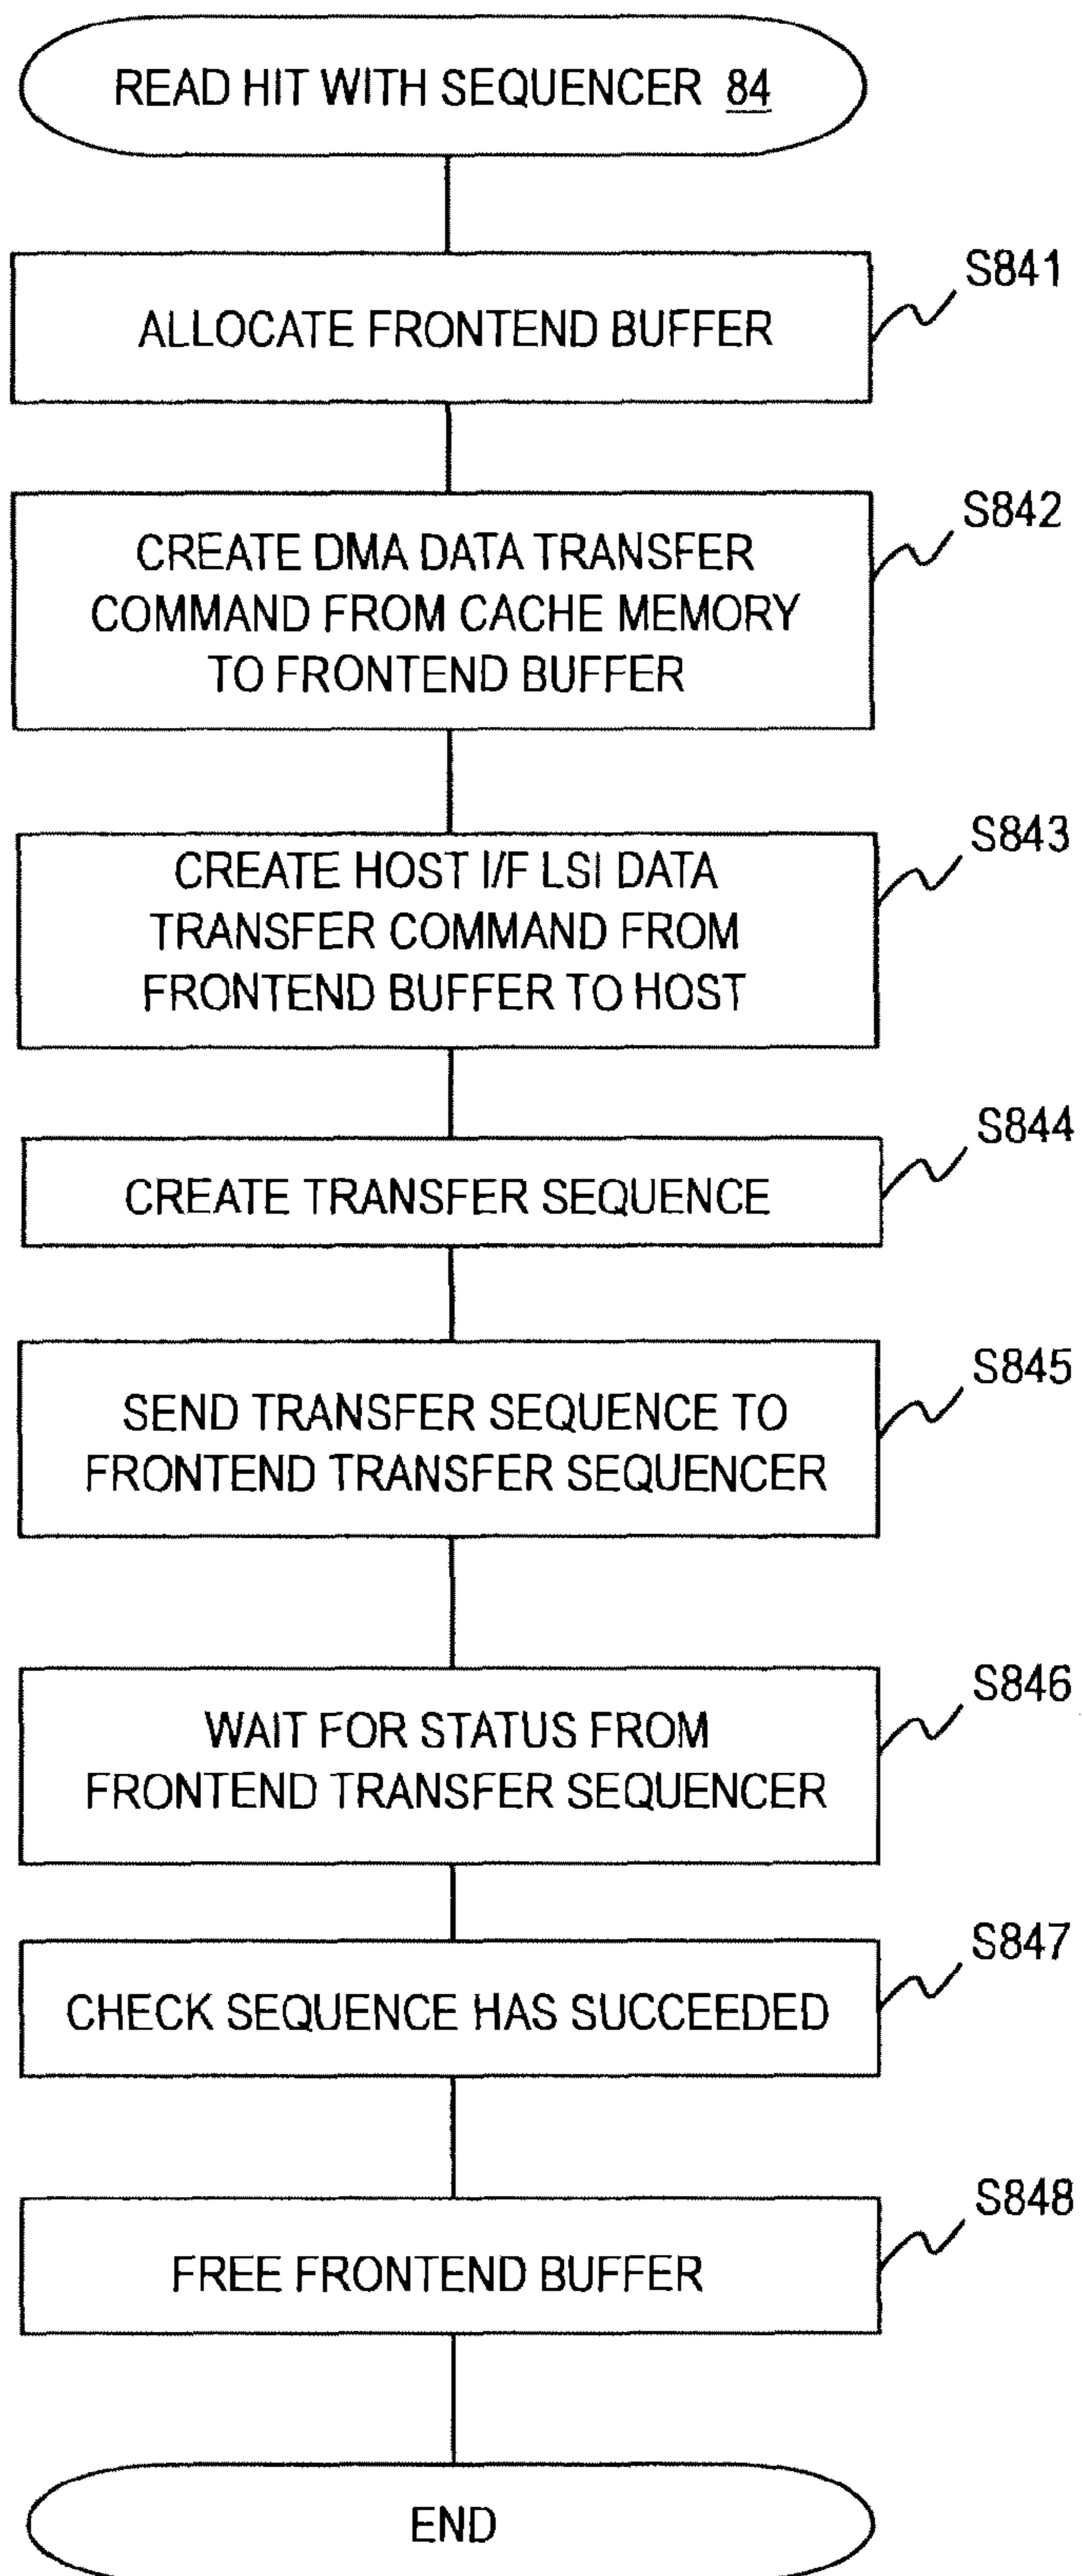 READ HIT WITH SEQUENCER 84
S841
ALLOCATE FRONTEND BUFFER
S842
CREATE DMA DATA TRANSFER
COMMAND FROM CACHE MEMORY
TO FRONTEND BUFFER
S843
CREATE HOST I/F LSI DATA
TRANSFER COMMAND FROM
FRONTEND BUFFER TO HOST
S844
CREATE TRANSFER SEQUENCE
S845
SEND TRANSFER SEQUENCE TO
FRONTEND TRANSFER SEQUENCER
S846
WAIT FOR STATUS FROM
FRONTEND TRANSFER SEQUENCER
S847
CHECK SEQUENCE HAS SUCCEEDED
S848
FREE FRONTEND BUFFER
END